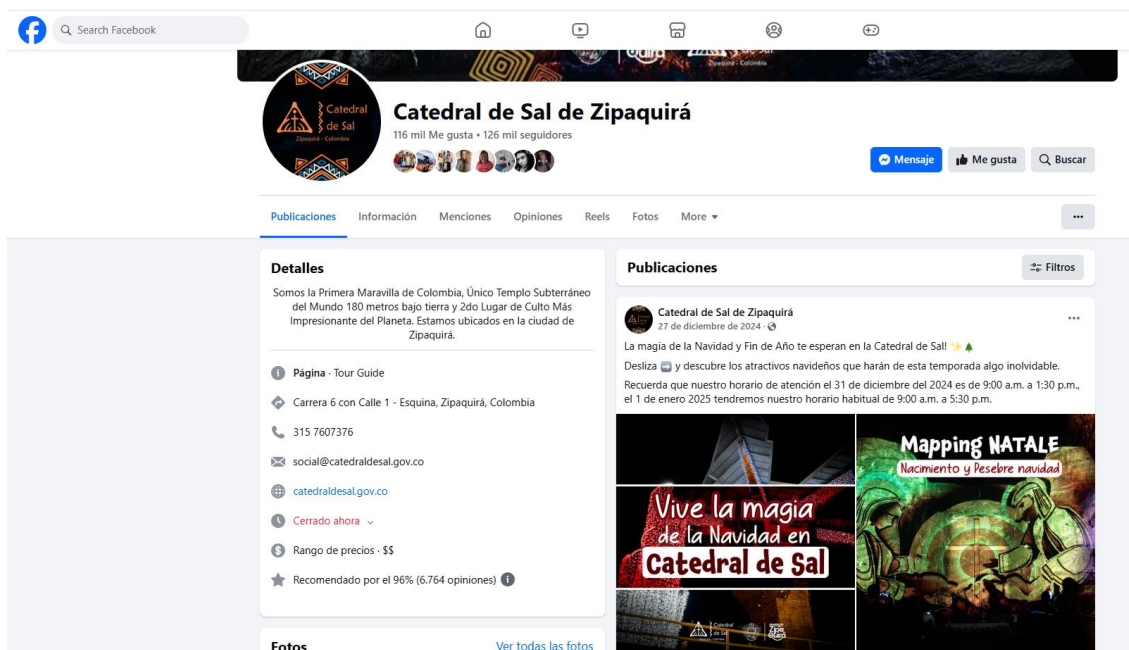 Search Facebook
Zipaquirá - Colombia
Catedral
de Sal
Zipaquirá - Colombia
Catedral de Sal de Zipaquirá
116 mil Me gusta • 126 mil seguidores
Mensaje
Me gusta
Buscar
Publicaciones
Información
Menciones
Opiniones
Reels
Fotos
More
Detalles
Somos la Primera Maravilla de Colombia, Único Templo Subterráneo
del Mundo 180 metros bajo tierra y 2do Lugar de Culto Más
Impresionante del Planeta. Estamos ubicados en la ciudad de
Zipaquirá.
Página · Tour Guide
Carrera 6 con Calle 1 - Esquina, Zipaquirá, Colombia
315 7607376
social@catedraldesal.gov.co
catedraldesal.gov.co
Cerrado ahora
Rango de precios · $$
Recomendado por el 96% (6.764 opiniones)
Fotos
Ver todas las fotos
Publicaciones
Filtros
Catedral de Sal de Zipaquirá
27 de diciembre de 2024 ·
La magia de la Navidad y Fin de Año te esperan en la Catedral de Sal! ✨🎄
Desliza ➡️ y descubre los atractivos navideños que harán de esta temporada algo inolvidable.
Recuerda que nuestro horario de atención el 31 de diciembre del 2024 es de 9:00 a.m. a 1:30 p.m.,
el 1 de enero 2025 tendremos nuestro horario habitual de 9:00 a.m. a 5:30 p.m.
Vive la magia
de la Navidad en
Catedral de Sal
Catedral
de Sal
Mapping NATALE
Nacimiento y Pesebre navidad